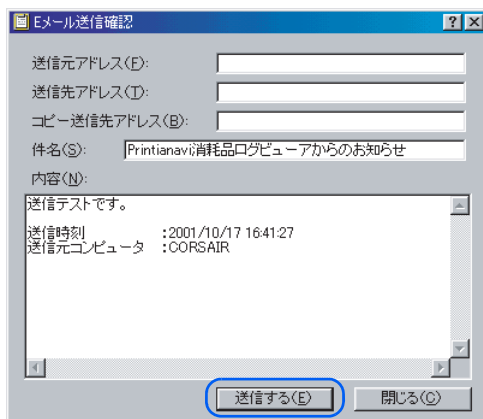 Eメール送信確認
送信元アドレス(F):
送信先アドレス(T):
コピー送信先アドレス(B):
件名(S): Printianavi消耗品ログビューアからのお知らせ
内容(N):
送信テストです。
送信時刻 :2001/10/17 16:41:27
送信元コンピュータ :CORSAIR
送信する(E) 閉じる(C)